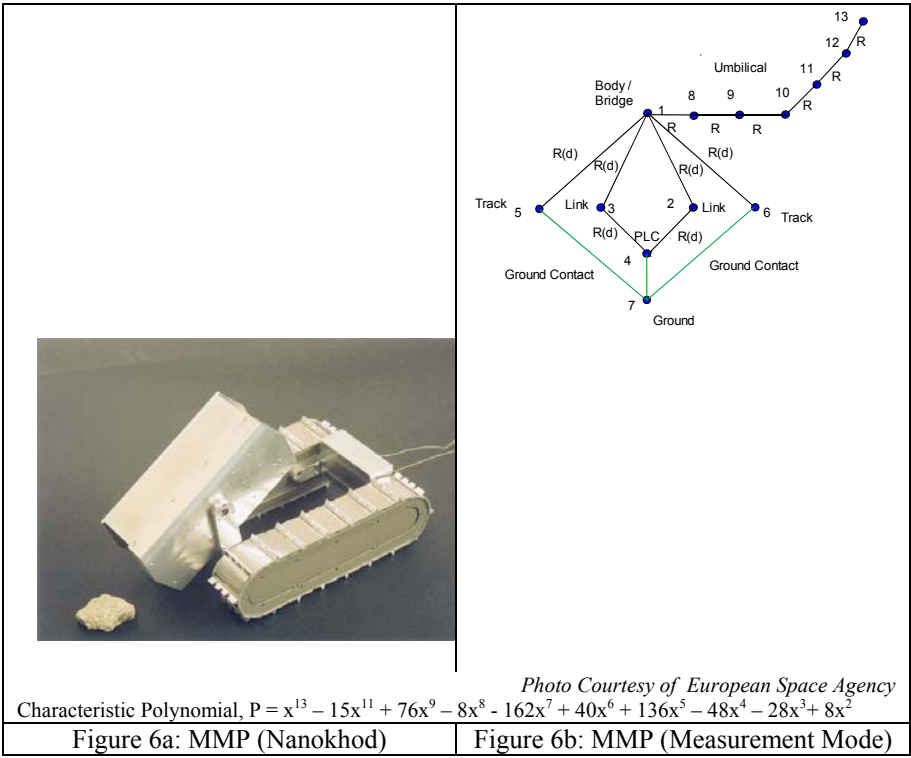 13
12
R
11
R
Umbilical
Body /
Bridge
8
9
10
R
1
R
R
R
R(d)
R(d)
R(d)
R(d)
Track
5
Link
3
2
Link
6
Track
R(d)
PLC
R(d)
4
Ground Contact
Ground Contact
7
Ground
Photo Courtesy of European Space Agency
Characteristic Polynomial, P = x¹³ – 15x¹¹ + 76x⁹ – 8x⁸ - 162x⁷ + 40x⁶ + 136x⁵ – 48x⁴ – 28x³+ 8x²
Figure 6a: MMP (Nanokhod)
Figure 6b: MMP (Measurement Mode)